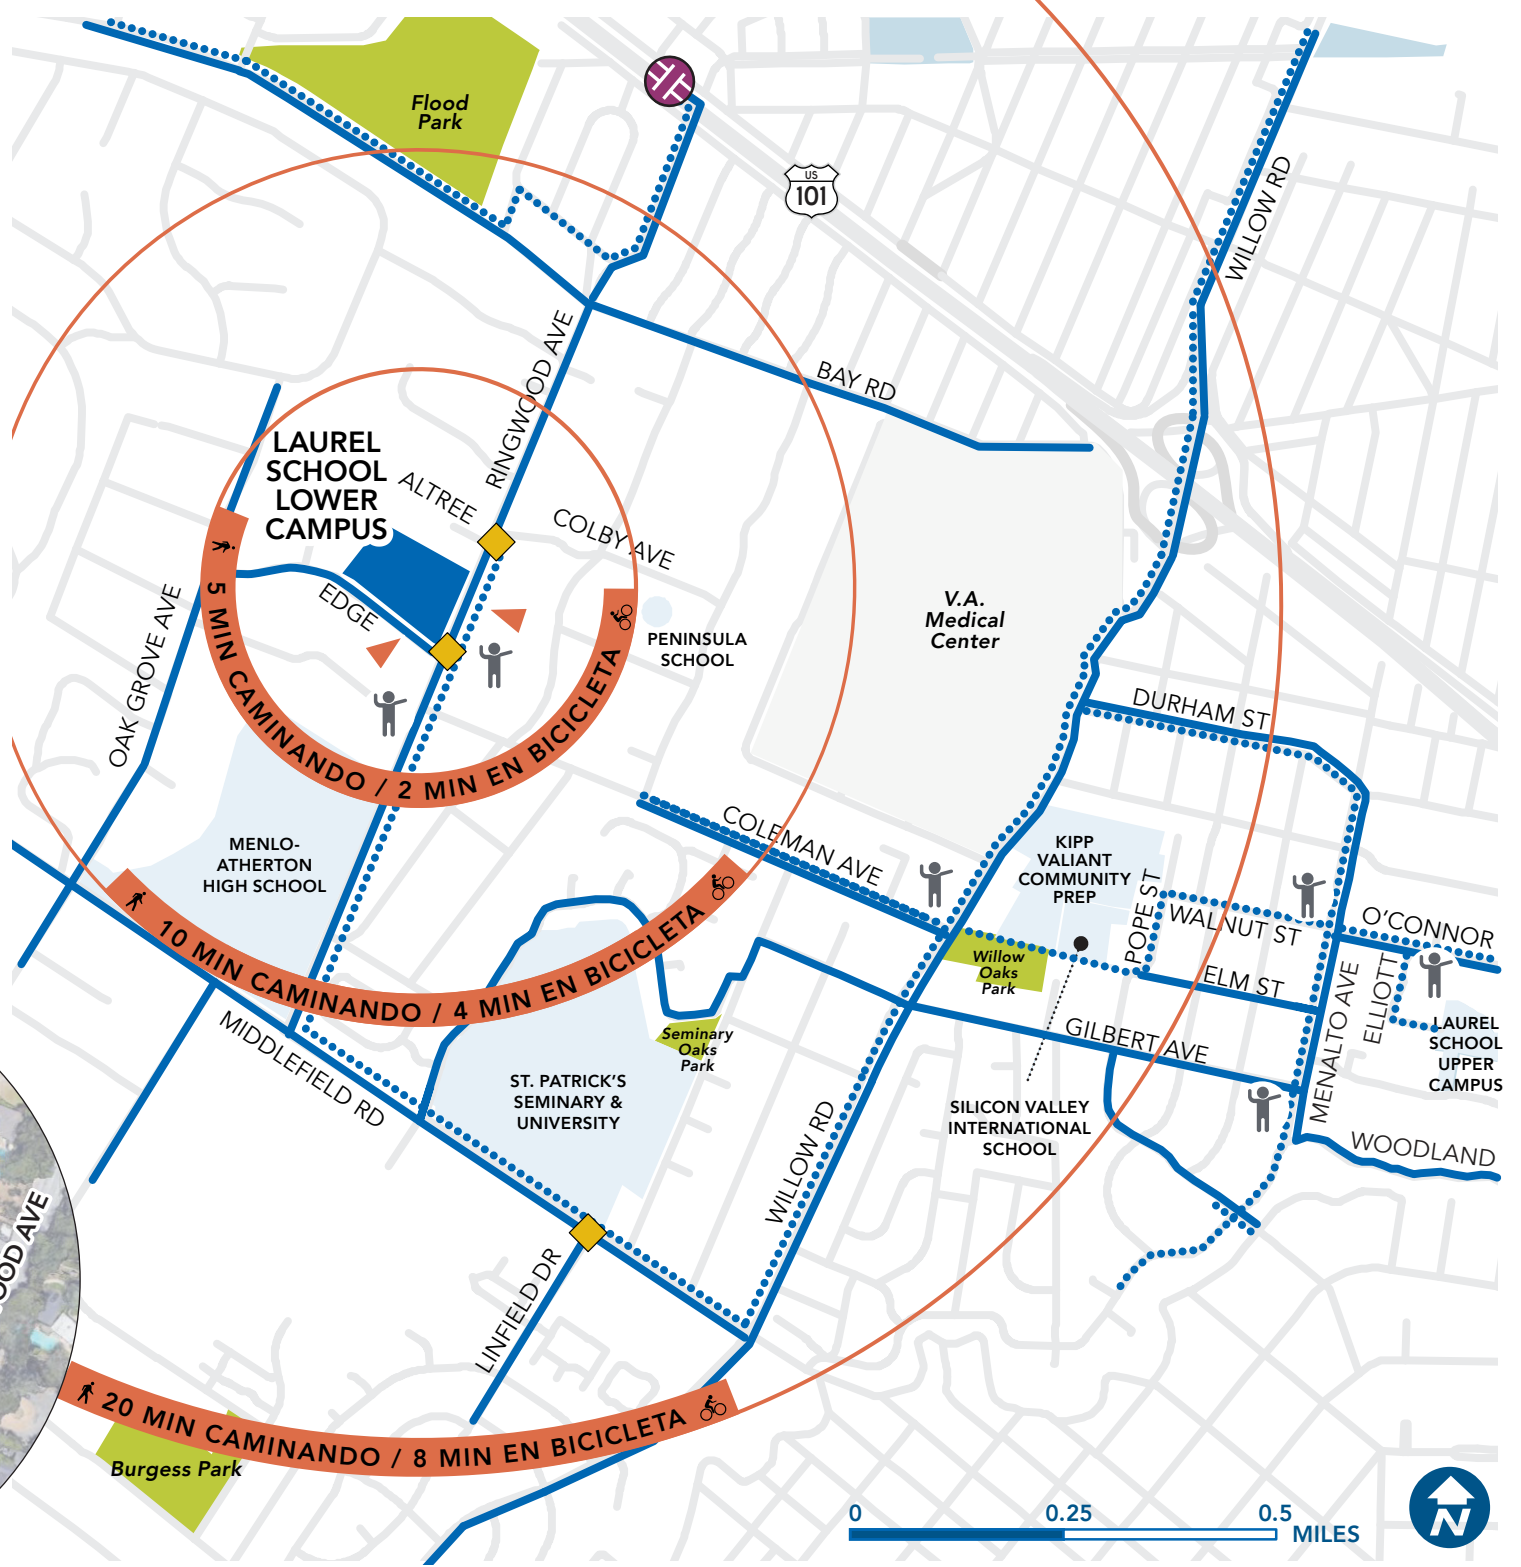 Flood
Park
US
101
WILLOW RD
RINGWOOD AVE
BAY RD
LAUREL
SCHOOL
LOWER
CAMPUS
ALTREE
COLBY AVE
EDGE
OAK GROVE AVE
PENINSULA
SCHOOL
V.A.
Medical
Center
5 MIN CAMINANDO / 2 MIN EN BICICLETA
DURHAM ST
MENLO-
ATHERTON
HIGH SCHOOL
COLEMAN AVE
KIPP
VALIANT
COMMUNITY
PREP
POPE ST
WALNUT ST
O'CONNOR
10 MIN CAMINANDO / 4 MIN EN BICICLETA
Willow
Oaks
Park
ELM ST
ELLIOTT
MENALTO AVE
GILBERT AVE
LAUREL
SCHOOL
UPPER
CAMPUS
MIDDLEFIELD RD
Seminary
Oaks
Park
ST. PATRICK'S
SEMINARY &
UNIVERSITY
SILICON VALLEY
INTERNATIONAL
SCHOOL
WILLOW RD
WOODLAND
OOD AVE
LINFIELD DR
20 MIN CAMINANDO / 8 MIN EN BICICLETA
Burgess Park
0 0.25 0.5
MILES
N